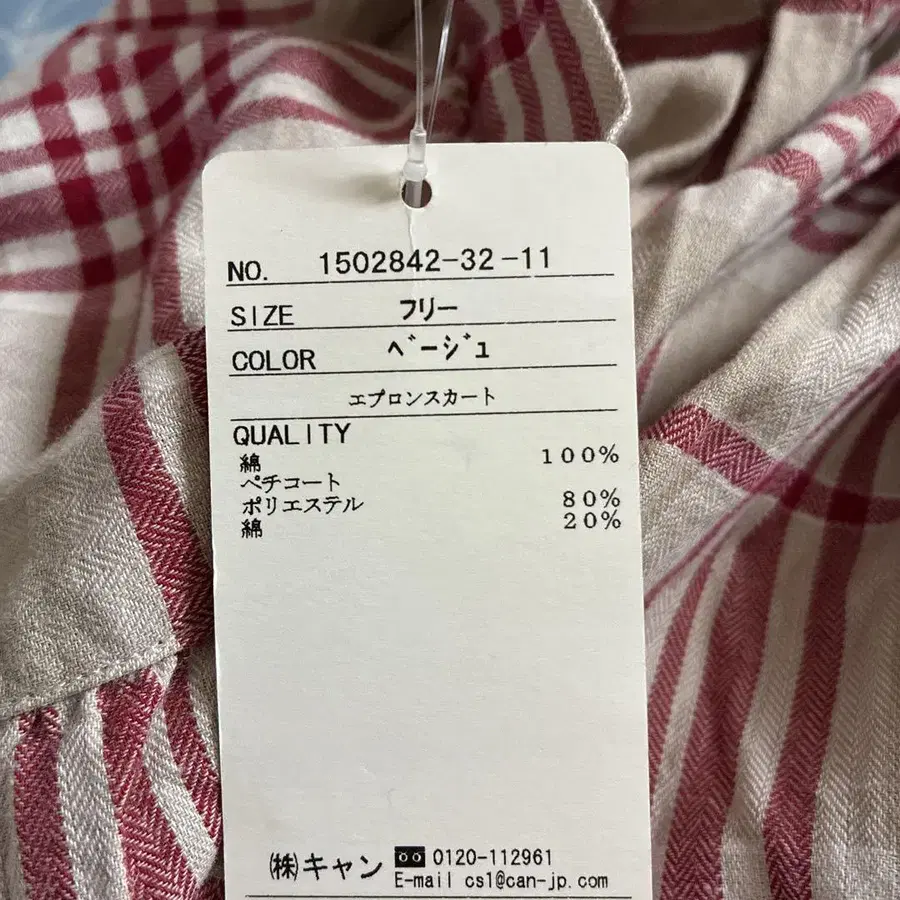 NO. 1502842-32-11
SIZE フリー
COLOR ベージュ
エプロンスカート
QUALITY
綿 100%
ペチコート
ポリエステル 80%
綿 20%
㈱キャン 0120-112961
E-mail cs1@can-jp.com